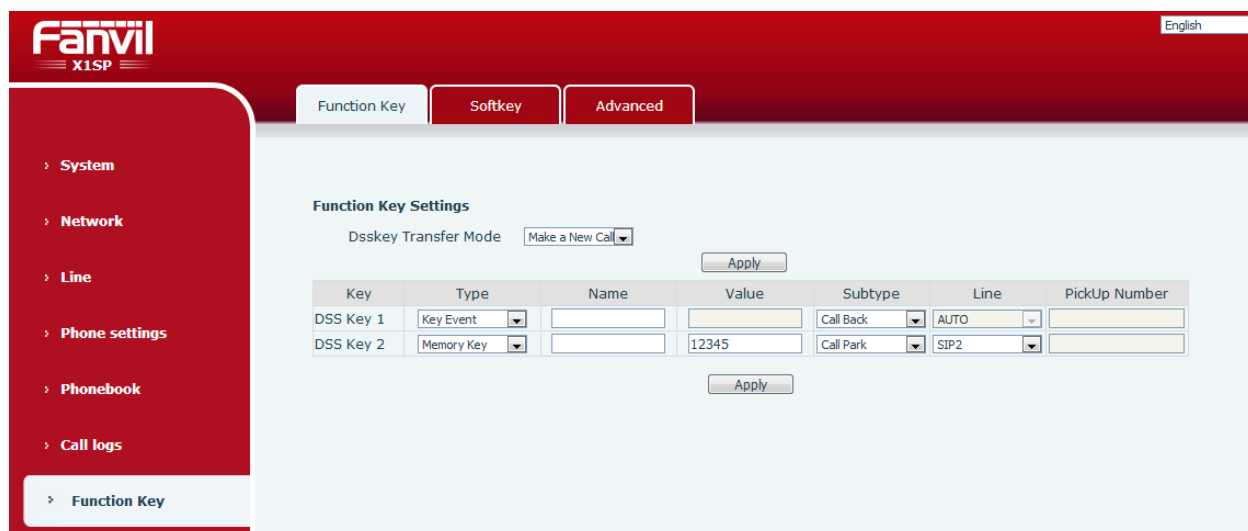 Fanvil
X1SP
English
Function Key Softkey Advanced
System
Network
Line
Phone settings
Phonebook
Call logs
Function Key
Function Key Settings
Dsskey Transfer Mode Make a New Call
Apply
Key Type Name Value Subtype Line PickUp Number
DSS Key 1 Key Event Call Back AUTO
DSS Key 2 Memory Key 12345 Call Park SIP2
Apply